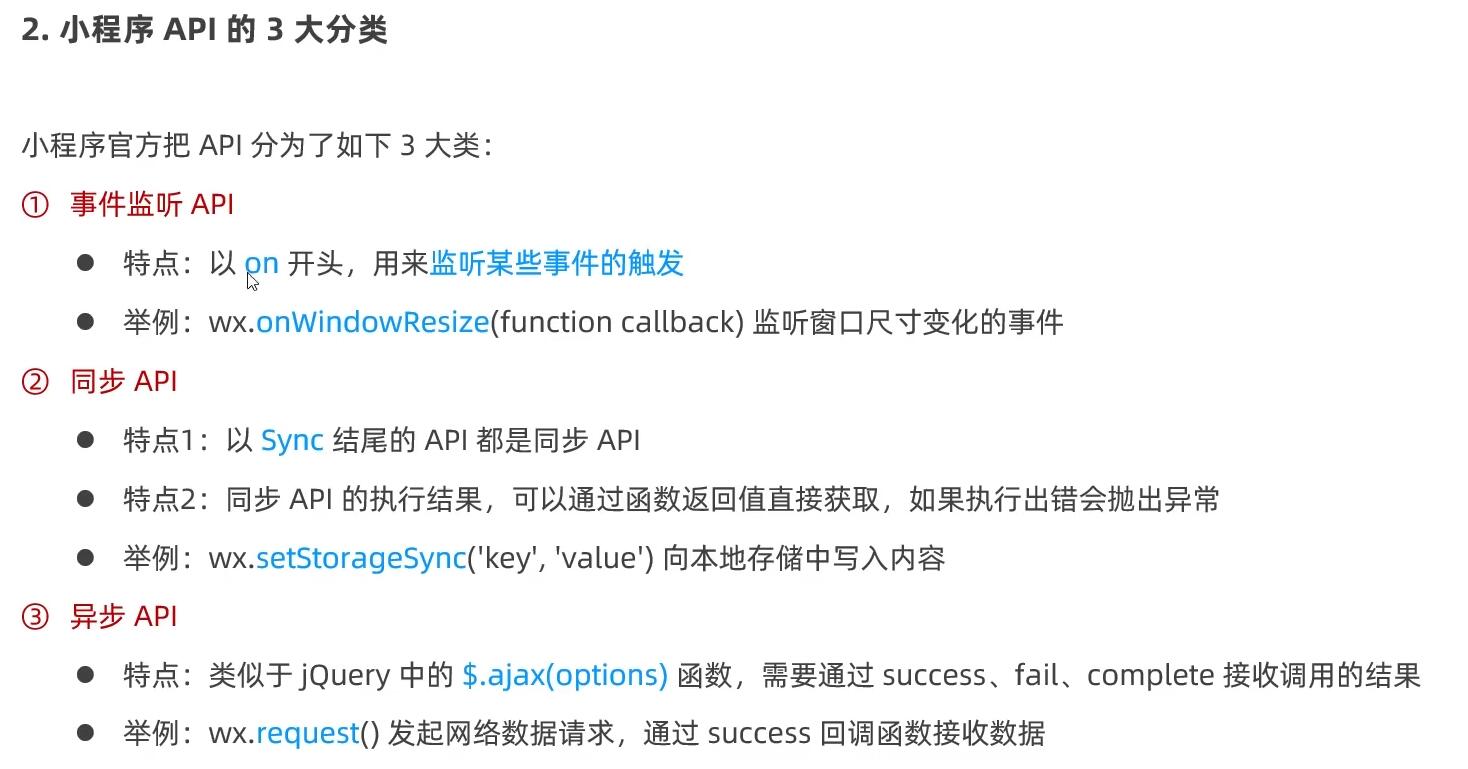 2. 小程序 API 的 3 大分类
小程序官方把 API 分为了如下 3 大类：
① 事件监听 API
● 特点：以 on 开头，用来监听某些事件的触发
● 举例：wx.onWindowResize(function callback) 监听窗口尺寸变化的事件
② 同步 API
● 特点1：以 Sync 结尾的 API 都是同步 API
● 特点2：同步 API 的执行结果，可以通过函数返回值直接获取，如果执行出错会抛出异常
● 举例：wx.setStorageSync('key', 'value') 向本地存储中写入内容
③ 异步 API
● 特点：类似于 jQuery 中的 $.ajax(options) 函数，需要通过 success、fail、complete 接收调用的结果
● 举例：wx.request() 发起网络数据请求，通过 success 回调函数接收数据